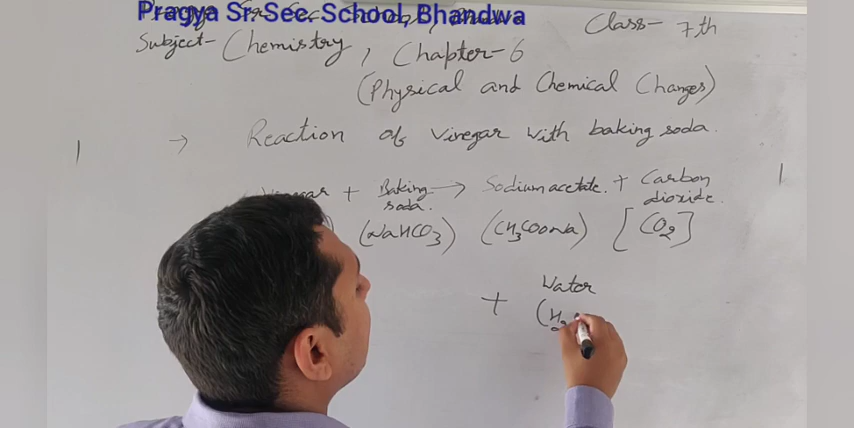 Pragya Sr. Sec. School, Bhandwa
Class- 7th
Subject- Chemistry, Chapter-6
(Physical and Chemical Changes)
→ Reaction of vinegar with baking soda.
+ Baking soda. → Sodium acetate. + Carbon dioxide.
(NaHCO3) (CH3COONa) [CO2]
+ Water
(H2